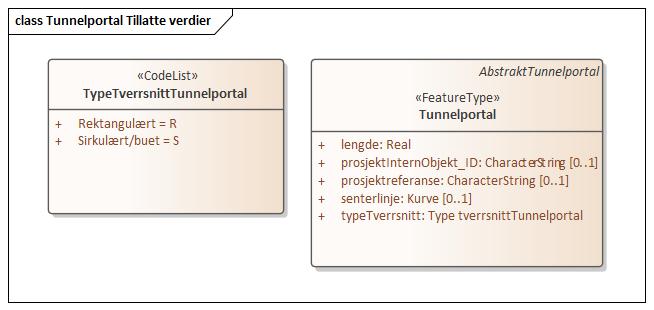 class Tunnelportal Tillatte verdier
«CodeList»
TypeTverrsnittTunnelportal
+ Rektangulært = R
+ Sirkulært/buet = S
AbstraktTunnelportal
«FeatureType»
Tunnelportal
+ lengde: Real
+ prosjektInternObjekt_ID: CharacterString [0..1]
+ prosjektreferanse: CharacterString [0..1]
+ senterlinje: Kurve [0..1]
+ typeTverrsnitt: Type tverrsnittTunnelportal